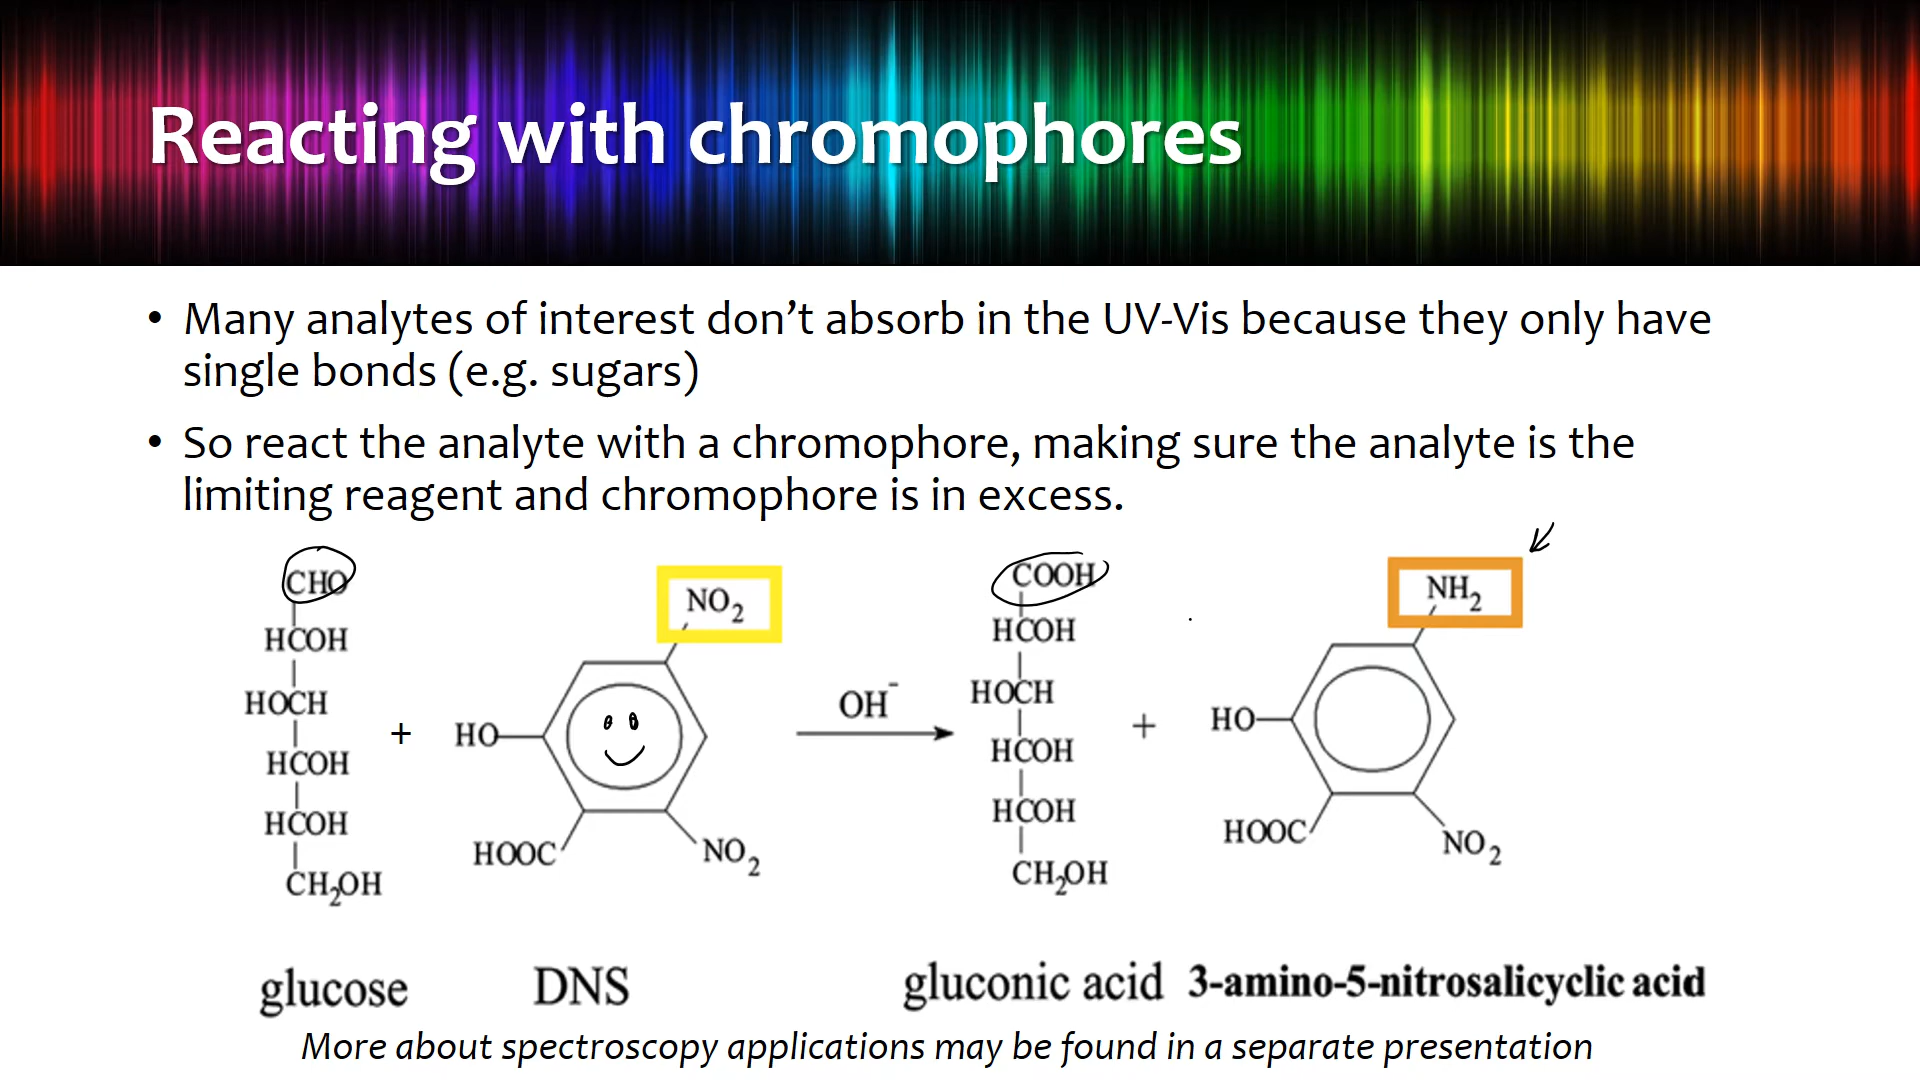 Reacting with chromophores
• Many analytes of interest don’t absorb in the UV-Vis because they only have
single bonds (e.g. sugars)
• So react the analyte with a chromophore, making sure the analyte is the
limiting reagent and chromophore is in excess.
CHO
HCOH
HOCH
HCOH
HCOH
CH2OH
+
NO2
HO
HOOC
NO2
OH-
COOH
HCOH
HOCH
HCOH
HCOH
CH2OH
+
NH2
HO
HOOC
NO2
glucose
DNS
gluconic acid
3-amino-5-nitrosalicyclic acid
More about spectroscopy applications may be found in a separate presentation